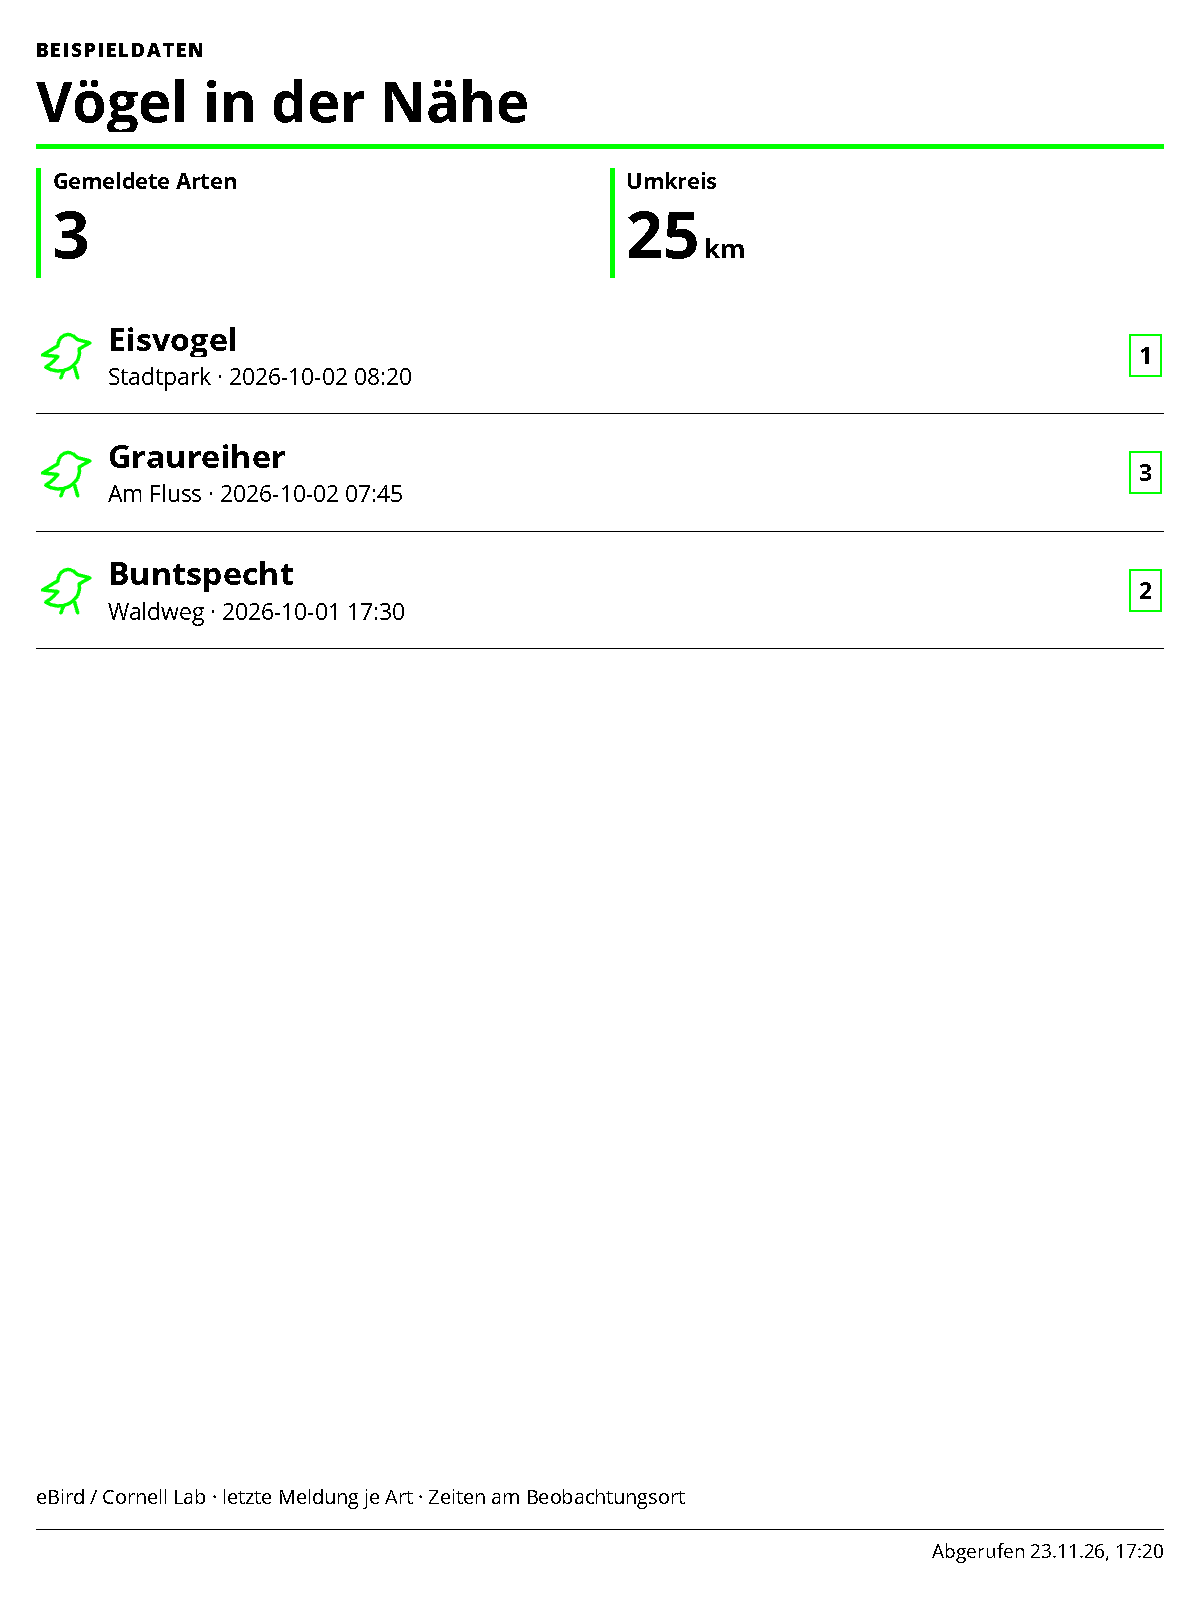 BEISPIELDATEN
Vögel in der Nähe
Gemeldete Arten
3
Umkreis
25 km
Eisvogel
Stadtpark · 2026-10-02 08:20
1
Graureiher
Am Fluss · 2026-10-02 07:45
3
Buntspecht
Waldweg · 2026-10-01 17:30
2
eBird / Cornell Lab · letzte Meldung je Art · Zeiten am Beobachtungsort
Abgerufen 23.11.26, 17:20